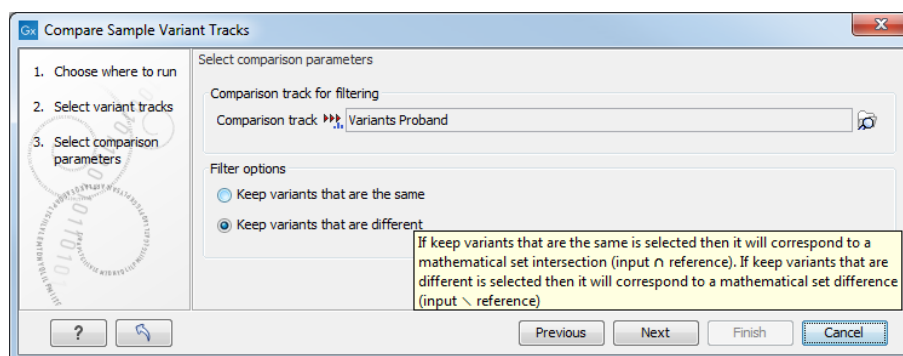 Gx Compare Sample Variant Tracks
1. Choose where to run
2. Select variant tracks
3. Select comparison
parameters
Select comparison parameters
Comparison track for filtering
Comparison track Variants Proband
Filter options
Keep variants that are the same
Keep variants that are different
If keep variants that are the same is selected then it will correspond to a
mathematical set intersection (input ∩ reference). If keep variants that are
different is selected then it will correspond to a mathematical set difference
(input ∖ reference)
? Previous Next Finish Cancel